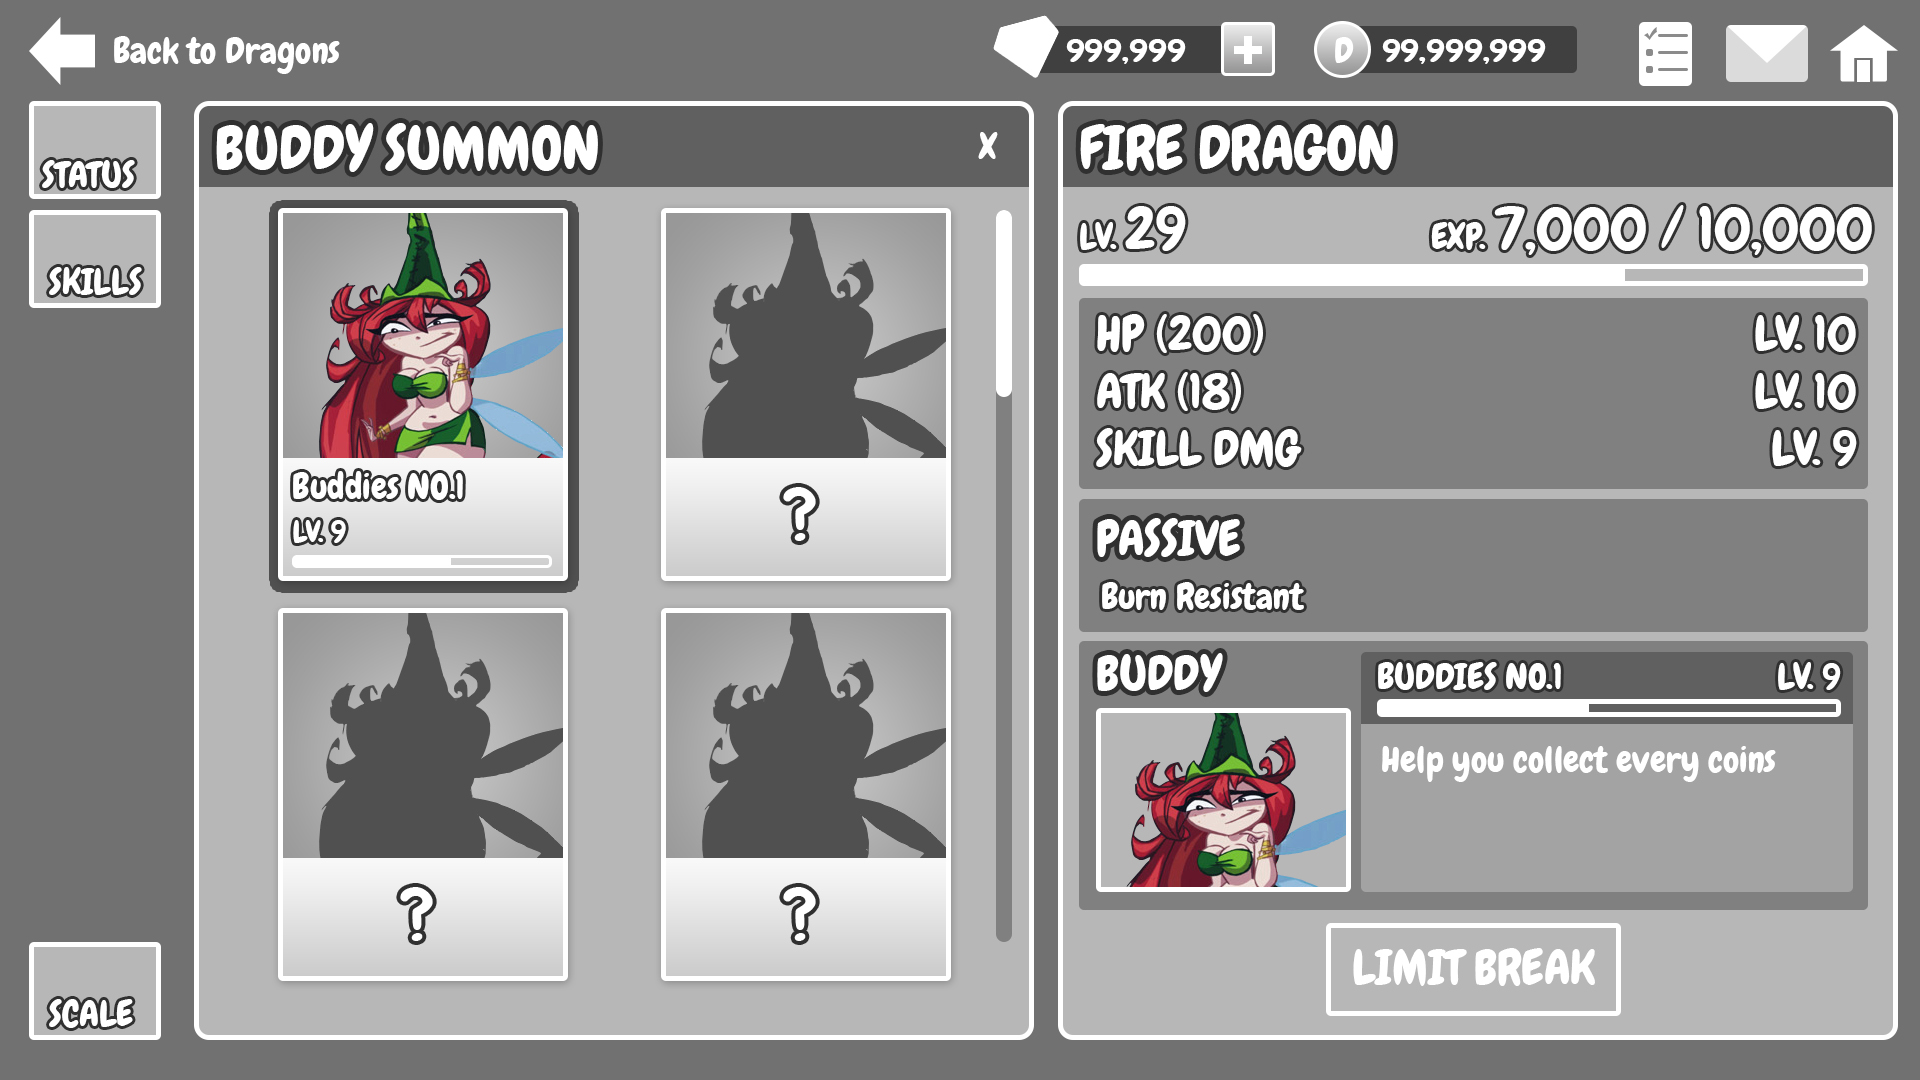 Back to Dragons
999,999
D 99,999,999
STATUS
SKILLS
SCALE
BUDDY SUMMON
X
Buddies NO.1
LV. 9
?
?
?
FIRE DRAGON
LV. 29
EXP. 7,000 / 10,000
HP (200) LV. 10
ATK (18) LV. 10
SKILL DMG LV. 9
PASSIVE
Burn Resistant
BUDDY
BUDDIES NO.1 LV. 9
Help you collect every coins
LIMIT BREAK